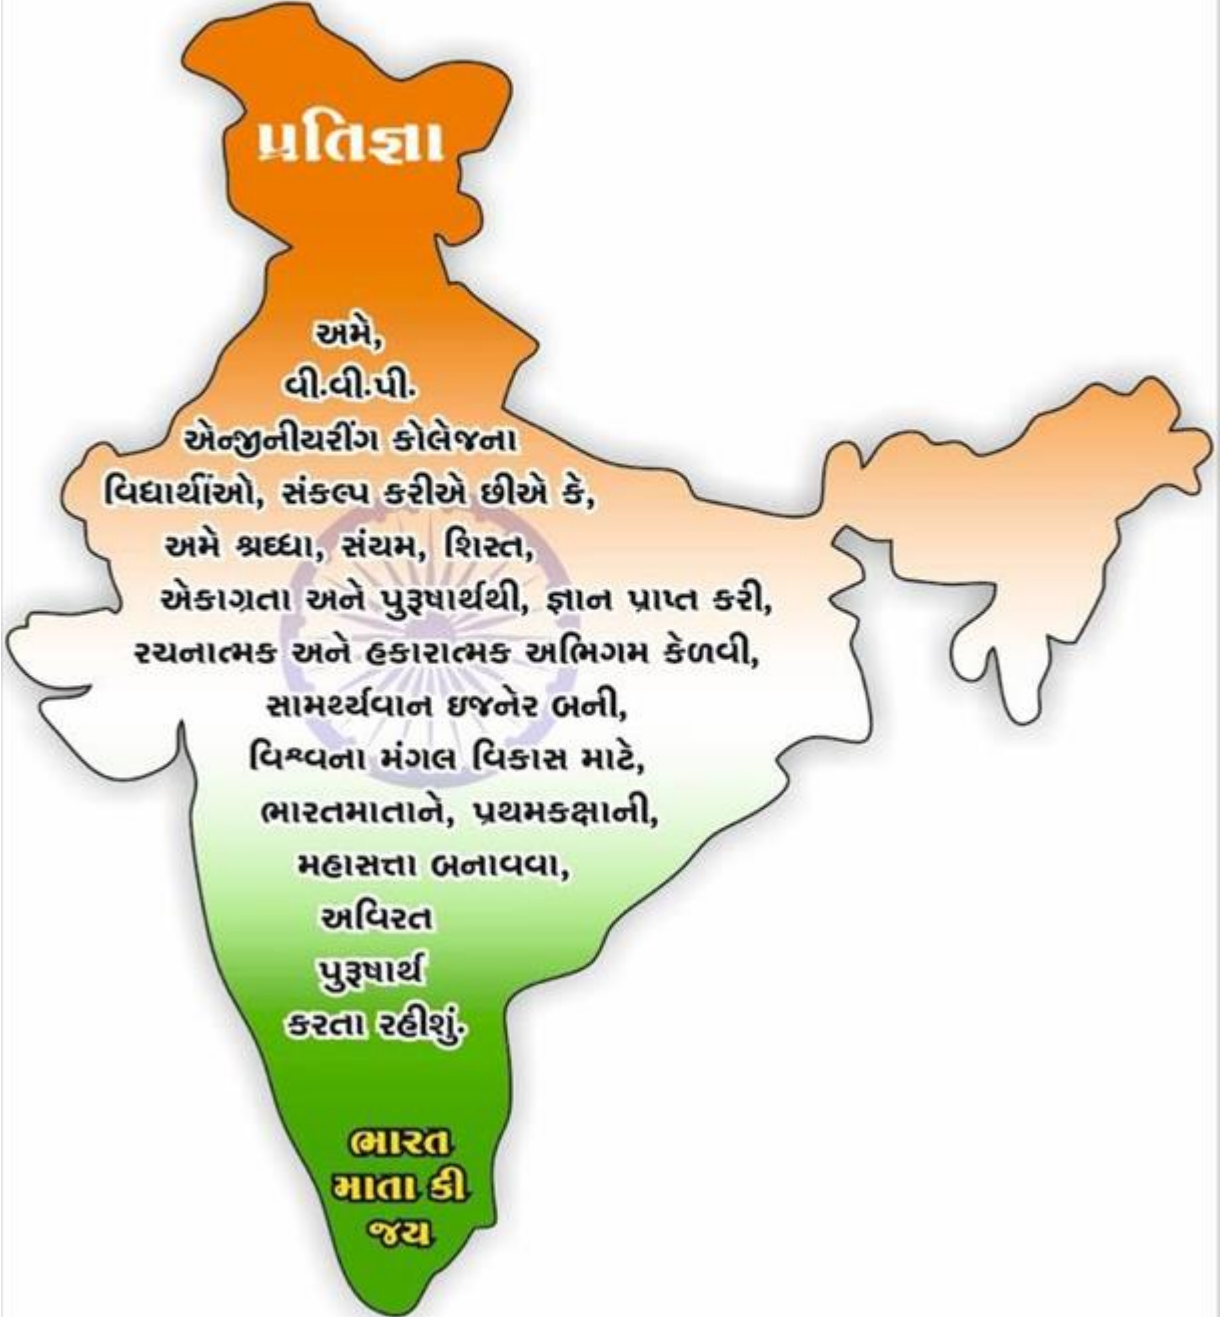 પ્રતિજ્ઞા
અમે,
વી.વી.પી.
એન્જીનીયરીંગ કોલેજના
વિદ્યાર્થીઓ, સંકલ્પ કરીએ છીએ કે,
અમે શ્રધ્ધા, સંયમ, શિસ્ત,
એકાગ્રતા અને પુરૂષાર્થથી, જ્ઞાન પ્રાપ્ત કરી,
રચનાત્મક અને હકારાત્મક અભિગમ કેળવી,
સામર્થ્યવાન ઇજનેર બની,
વિશ્વના મંગલ વિકાસ માટે,
ભારતમાતાને, પ્રથમકક્ષાની,
મહાસત્તા બનાવવા,
અવિરત
પુરૂષાર્થ
કરતા રહીશું.
ભારત
માતા કી
જય